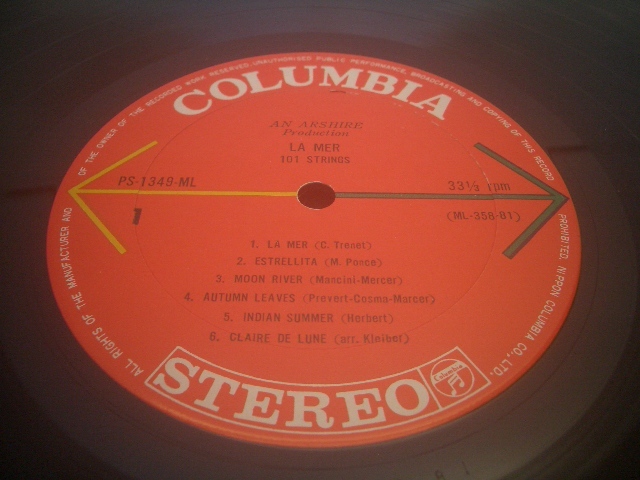 COLUMBIA
AN ARSHIRE
Production
LA MER
101 STRINGS
PS-1349-ML
33⅓ rpm
1
(ML-358-B1)
1. LA MER (C. Trenet)
2. ESTRELLITA (M. Ponce)
3. MOON RIVER (Mancini-Mercer)
4. AUTUMN LEAVES (Prevert-Cosma-Marcer)
5. INDIAN SUMMER (Herbert)
6. CLAIRE DE LUNE (arr. Kleiber)
STEREO
Columbia
ALL RIGHTS OF THE MANUFACTURER AND OF THE OWNER OF THE RECORDED WORK RESERVED. UNAUTHORIZED PUBLIC PERFORMANCE, BROADCASTING AND COPYING OF THIS RECORD PROHIBITED. NIPPON COLUMBIA CO., LTD.